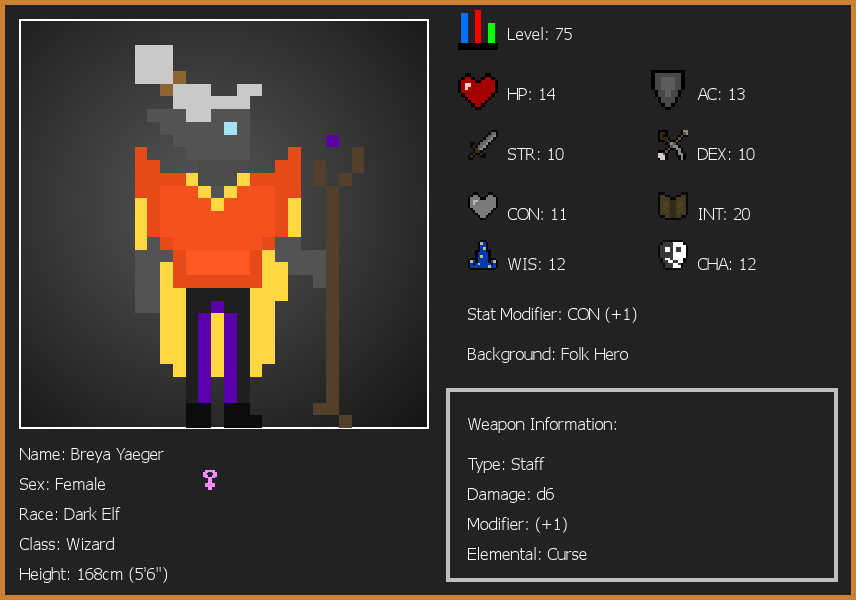 Level: 75
HP: 14
AC: 13
STR: 10
DEX: 10
CON: 11
INT: 20
WIS: 12
CHA: 12
Stat Modifier: CON (+1)
Background: Folk Hero
Weapon Information:
Type: Staff
Damage: d6
Modifier: (+1)
Elemental: Curse
Name: Breya Yaeger
Sex: Female
Race: Dark Elf
Class: Wizard
Height: 168cm (5'6")